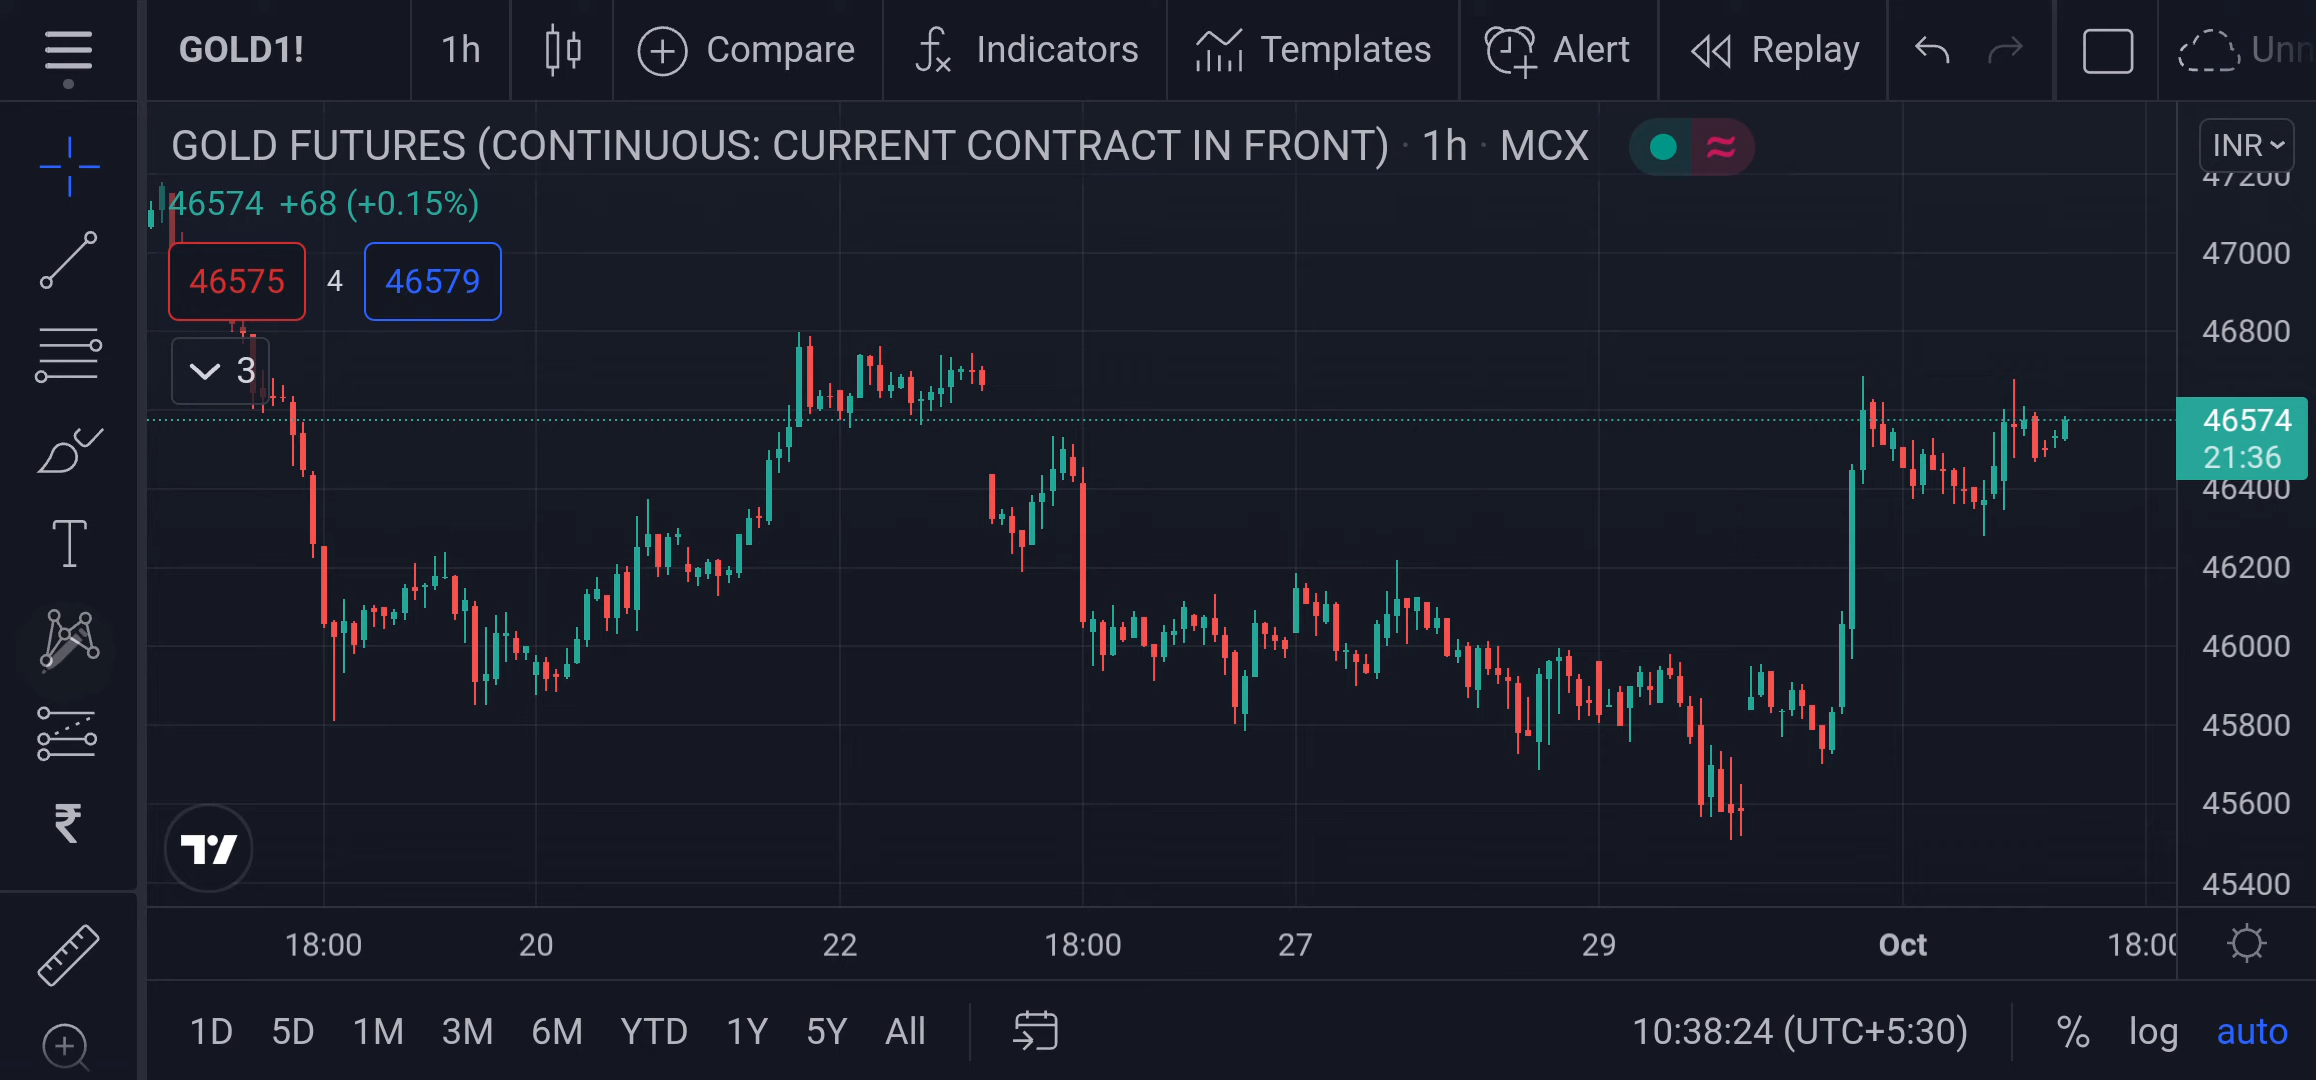 GOLD1! 1h Compare Indicators Templates Alert Replay
GOLD FUTURES (CONTINUOUS: CURRENT CONTRACT IN FRONT) · 1h · MCX
INR
46574 +68 (+0.15%)
46575 4 46579
3
47200
47000
46800
46574
21:36
46400
46200
46000
45800
45600
45400
18:00 20 22 18:00 27 29 Oct 18:00
1D 5D 1M 3M 6M YTD 1Y 5Y All 10:38:24 (UTC+5:30) % log auto